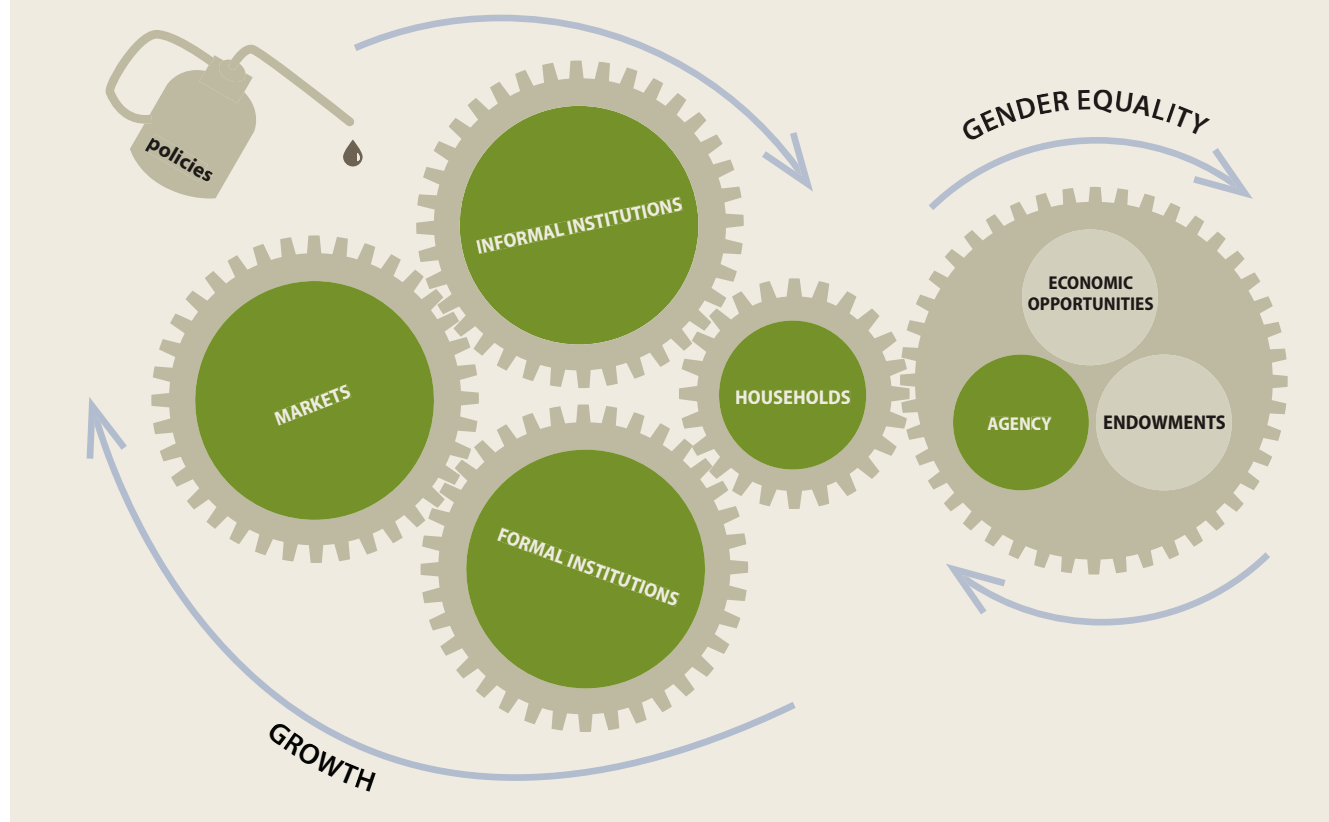 policies
INFORMAL INSTITUTIONS
MARKETS
FORMAL INSTITUTIONS
HOUSEHOLDS
GENDER EQUALITY
ECONOMIC
OPPORTUNITIES
AGENCY
ENDOWMENTS
GROWTH